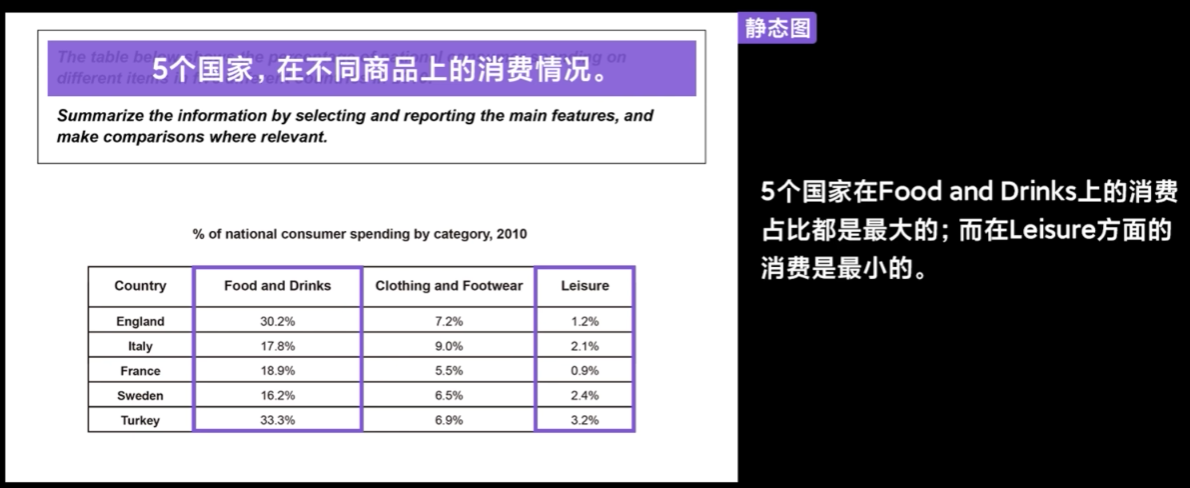 静态图
The table below shows the percentage of national consumer spending on
different items in
5个国家，在不同商品上的消费情况。
Summarize the information by selecting and reporting the main features, and
make comparisons where relevant.
5个国家在Food and Drinks上的消费
占比都是最大的；而在Leisure方面的
消费是最小的。
% of national consumer spending by category, 2010
Country Food and Drinks Clothing and Footwear Leisure
England 30.2% 7.2% 1.2%
Italy 17.8% 9.0% 2.1%
France 18.9% 5.5% 0.9%
Sweden 16.2% 6.5% 2.4%
Turkey 33.3% 6.9% 3.2%